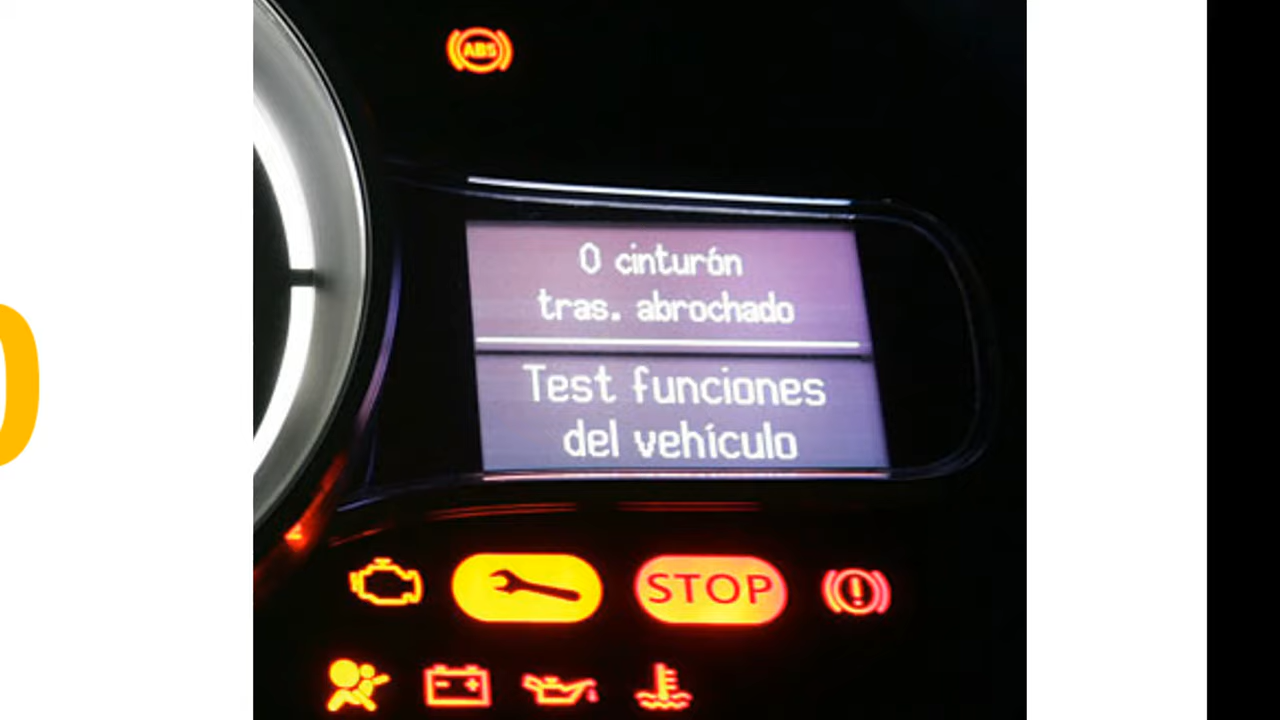 ABS
0 cinturón
tras. abrochado
Test funciones
del vehículo
STOP